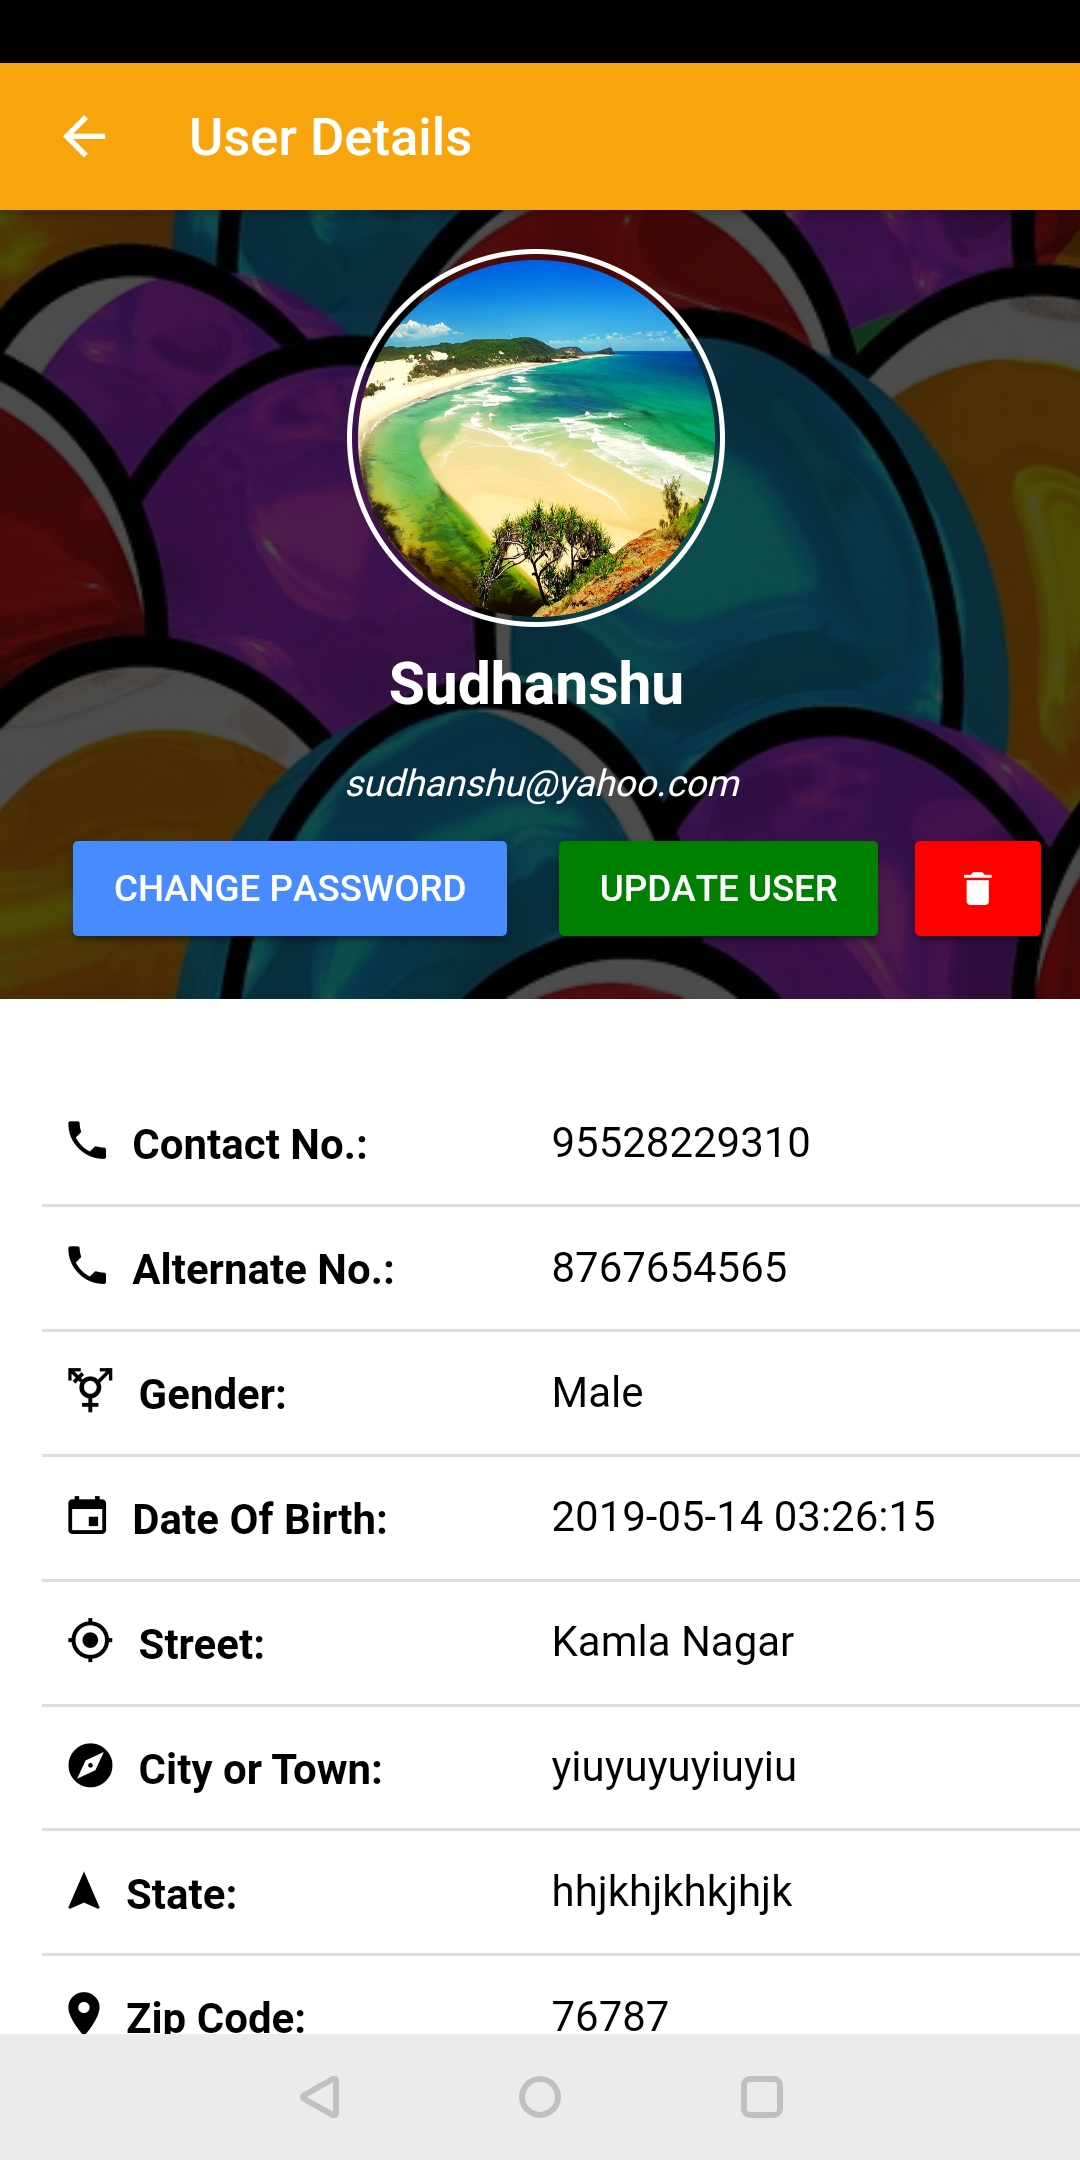 User Details
Sudhanshu
sudhanshu@yahoo.com
CHANGE PASSWORD UPDATE USER
Contact No.: 95528229310
Alternate No.: 8767654565
Gender: Male
Date Of Birth: 2019-05-14 03:26:15
Street: Kamla Nagar
City or Town: yiuyuyuyiuyiu
State: hhjkhjkhkjhjk
Zip Code: 76787